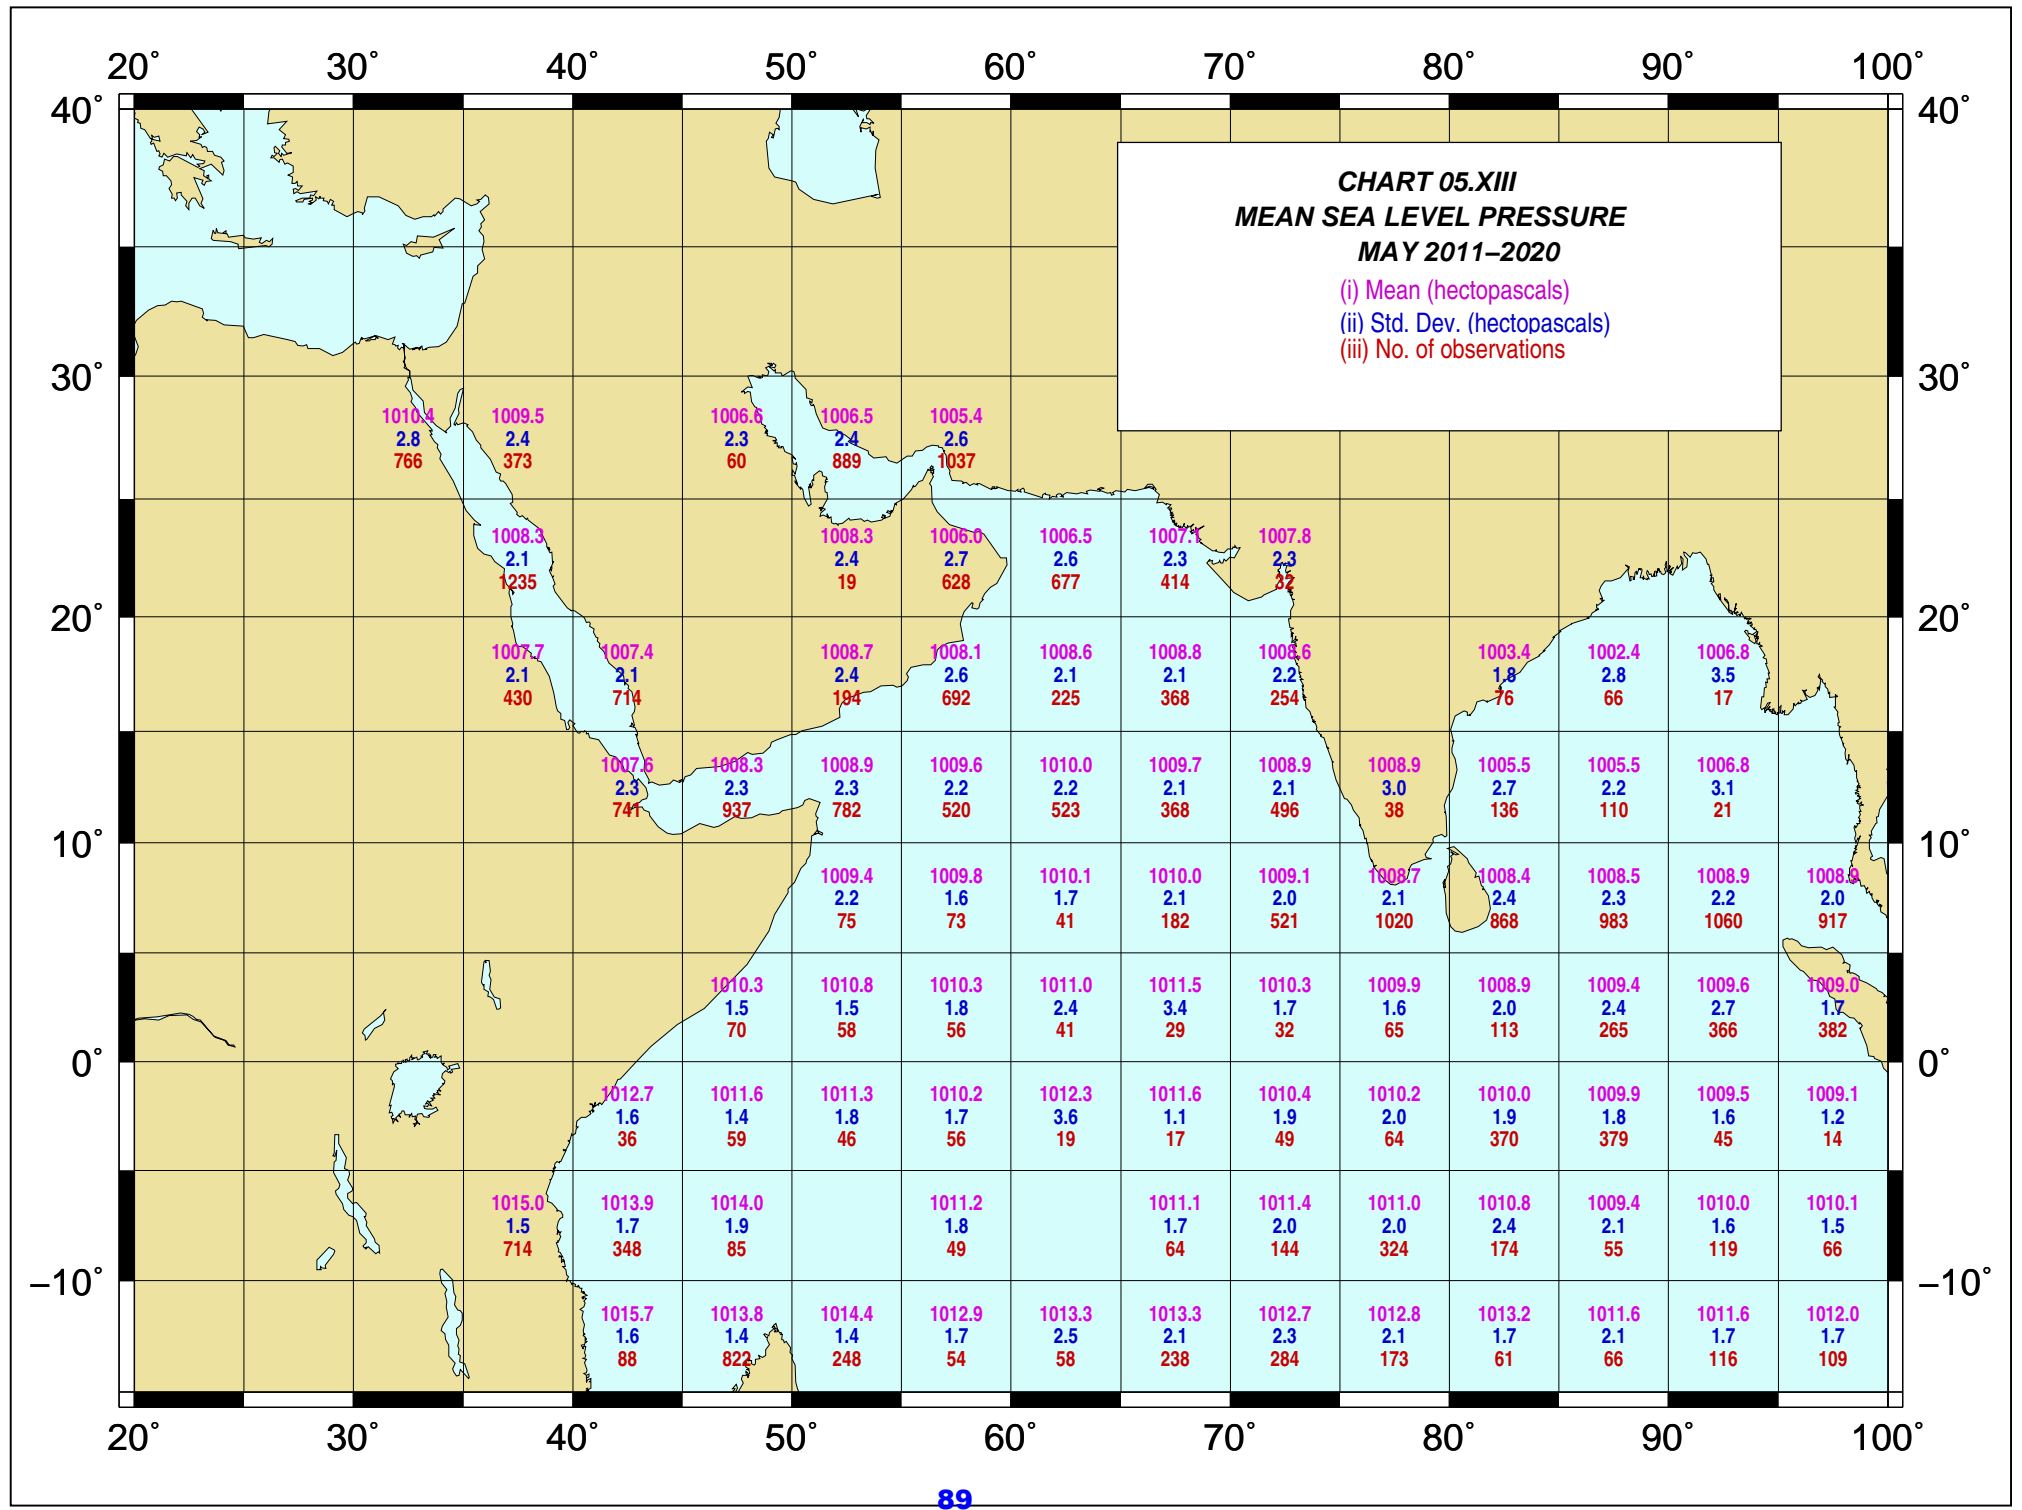 20° 30° 40° 50° 60° 70° 80° 90° 100°
40° 40°
CHART 05.XIII
MEAN SEA LEVEL PRESSURE
MAY 2011–2020
(i) Mean (hectopascals)
(ii) Std. Dev. (hectopascals)
(iii) No. of observations
30° 30°
1010.4 1009.5 1006.6 1006.5 1005.4
2.8 2.4 2.3 2.4 2.6
766 373 60 889 1037
1008.3 1008.3 1006.0 1006.5 1007.1 1007.8
2.1 2.4 2.7 2.6 2.3 2.3
1235 19 628 677 414 32
20° 20°
1007.7 1007.4 1008.7 1008.1 1008.6 1008.8 1008.6 1003.4 1002.4 1006.8
2.1 2.1 2.4 2.6 2.1 2.1 2.2 1.8 2.8 3.5
430 714 194 692 225 368 254 76 66 17
1007.6 1008.3 1008.9 1009.6 1010.0 1009.7 1008.9 1008.9 1005.5 1005.5 1006.8
2.3 2.3 2.3 2.2 2.2 2.1 2.1 3.0 2.7 2.2 3.1
741 937 782 520 523 368 496 38 136 110 21
10° 10°
1009.4 1009.8 1010.1 1010.0 1009.1 1008.7 1008.4 1008.5 1008.9 1008.9
2.2 1.6 1.7 2.1 2.0 2.1 2.4 2.3 2.2 2.0
75 73 41 182 521 1020 868 983 1060 917
1010.3 1010.8 1010.3 1011.0 1011.5 1010.3 1009.9 1008.9 1009.4 1009.6 1009.0
1.5 1.5 1.8 2.4 3.4 1.7 1.6 2.0 2.4 2.7 1.7
70 58 56 41 29 32 65 113 265 366 382
0° 0°
1012.7 1011.6 1011.3 1010.2 1012.3 1011.6 1010.4 1010.2 1010.0 1009.9 1009.5 1009.1
1.6 1.4 1.8 1.7 3.6 1.1 1.9 2.0 1.9 1.8 1.6 1.2
36 59 46 56 19 17 49 64 370 379 45 14
1015.0 1013.9 1014.0 1011.2 1011.1 1011.4 1011.0 1010.8 1009.4 1010.0 1010.1
1.5 1.7 1.9 1.8 1.7 2.0 2.0 2.4 2.1 1.6 1.5
714 348 85 49 64 144 324 174 55 119 66
−10° −10°
1015.7 1013.8 1014.4 1012.9 1013.3 1013.3 1012.7 1012.8 1013.2 1011.6 1011.6 1012.0
1.6 1.4 1.4 1.7 2.5 2.1 2.3 2.1 1.7 2.1 1.7 1.7
88 822 248 54 58 238 284 173 61 66 116 109
20° 30° 40° 50° 60° 70° 80° 90° 100°
89